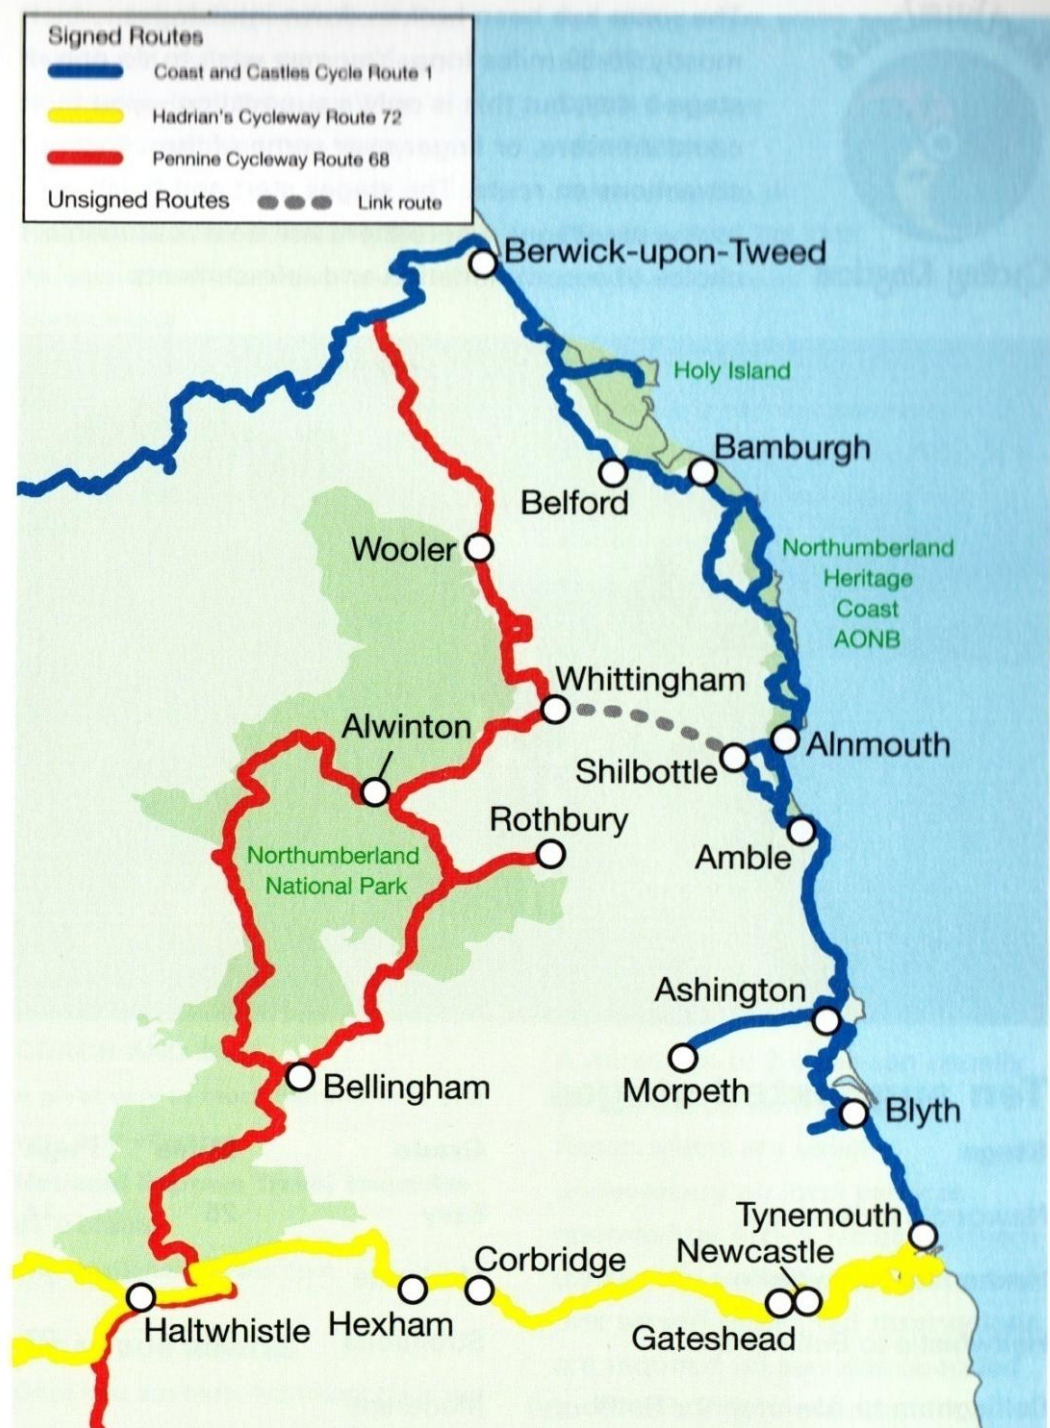 Signed Routes
Coast and Castles Cycle Route 1
Hadrian's Cycleway Route 72
Pennine Cycleway Route 68
Unsigned Routes Link route
Berwick-upon-Tweed
Holy Island
Bamburgh
Belford
Wooler
Northumberland
Heritage
Coast
AONB
Whittingham
Alwinton
Alnmouth
Shilbottle
Rothbury
Amble
Northumberland
National Park
Ashington
Morpeth
Bellingham
Blyth
Tynemouth
Newcastle
Corbridge
Haltwhistle
Hexham
Gateshead